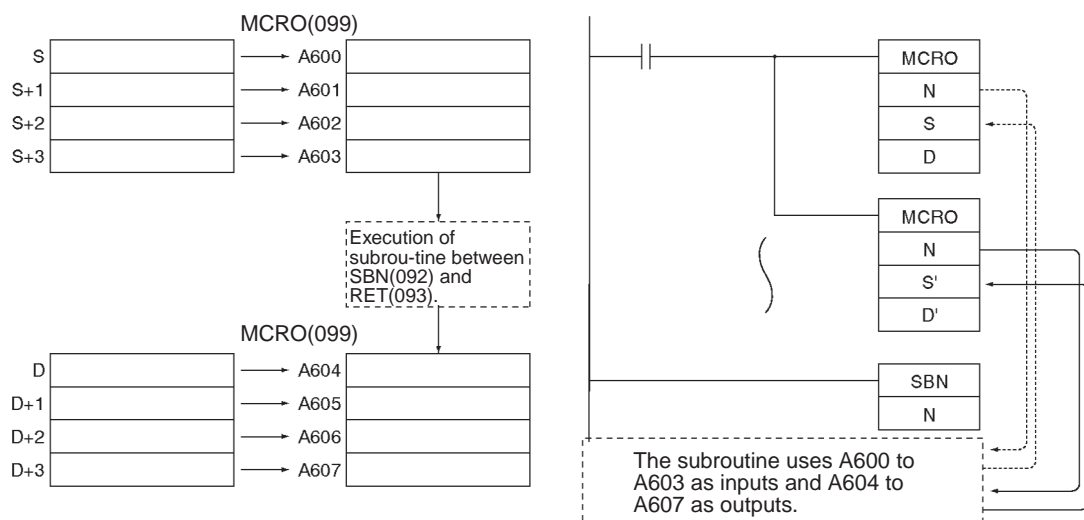 MCRO(099)
S
A600
S+1
A601
S+2
A602
S+3
A603
Execution of
subrou-tine between
SBN(092) and
RET(093).
MCRO(099)
D
A604
D+1
A605
D+2
A606
D+3
A607
MCRO
N
S
D
MCRO
N
S'
D'
SBN
N
The subroutine uses A600 to
A603 as inputs and A604 to
A607 as outputs.